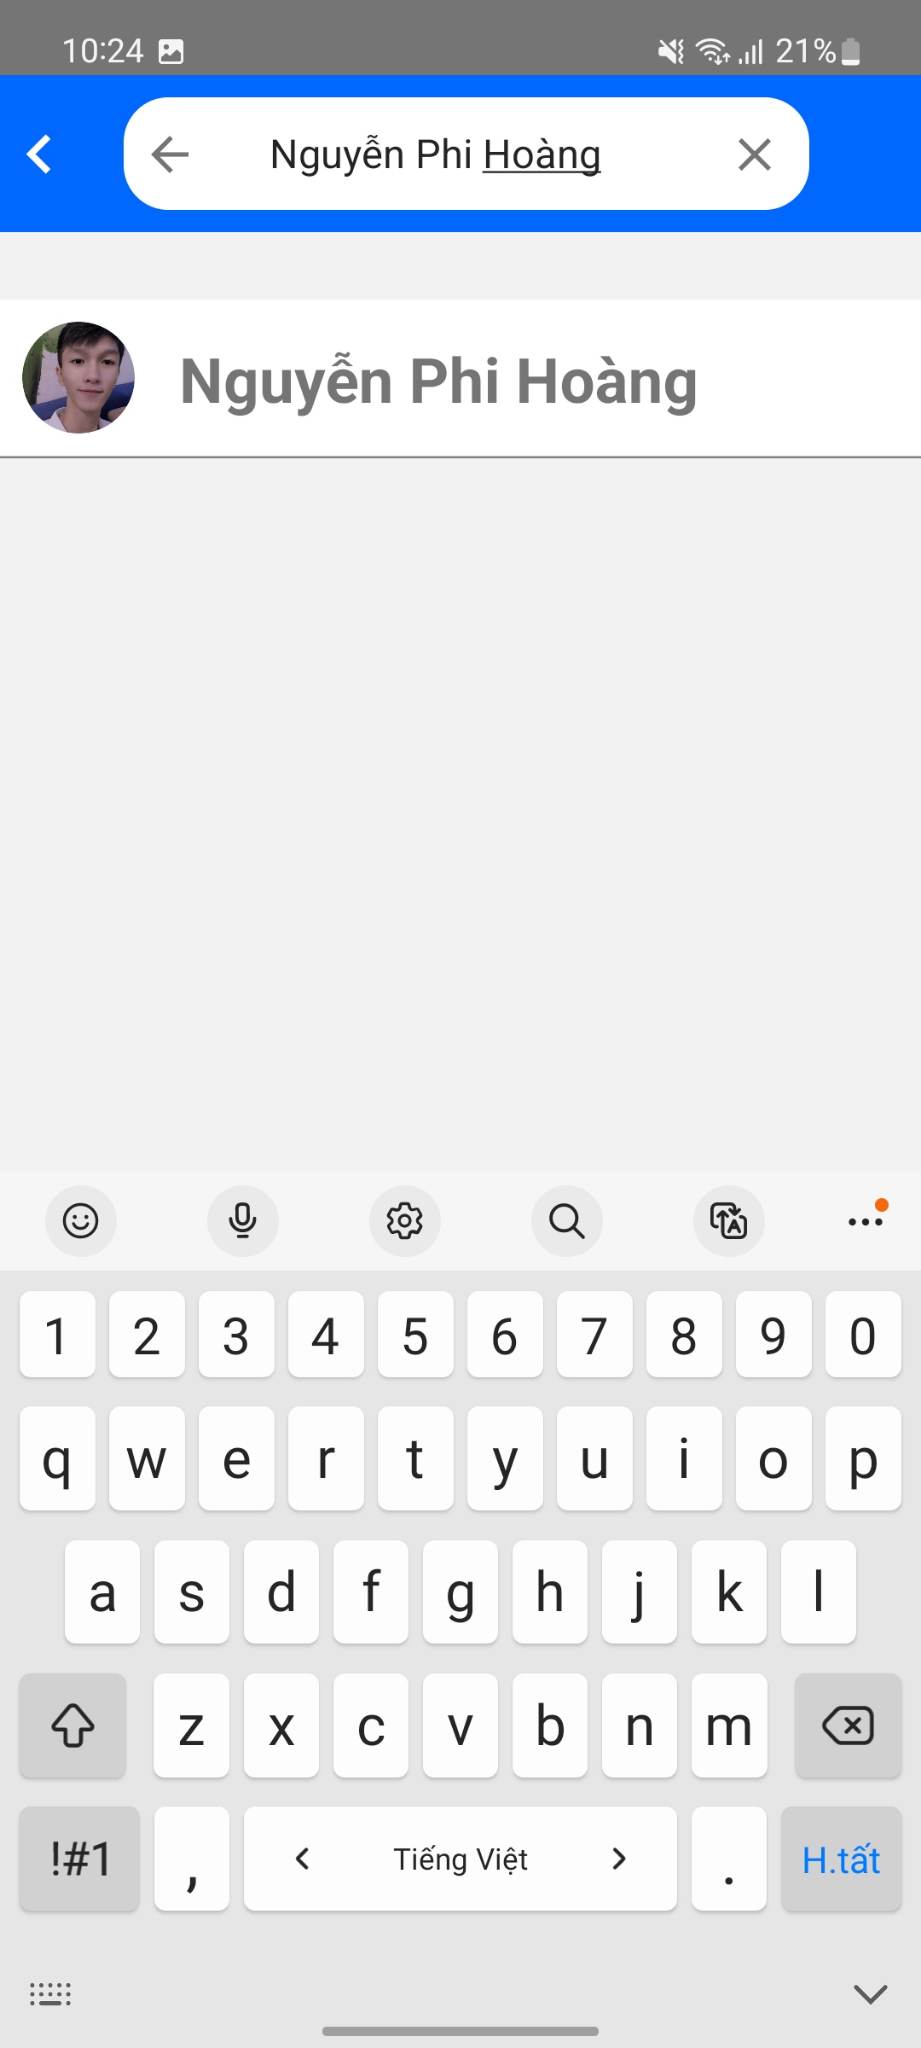 10:24 21%
Nguyễn Phi Hoàng
Nguyễn Phi Hoàng
1 2 3 4 5 6 7 8 9 0
q w e r t y u i o p
a s d f g h j k l
z x c v b n m
!#1 , Tiếng Việt . H.tất